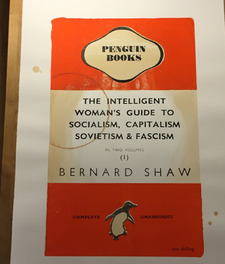 PENGUIN
BOOKS
THE INTELLIGENT
WOMAN'S GUIDE TO
SOCIALISM, CAPITALISM
SOVIETISM & FASCISM
IN TWO VOLUMES
(1)
BERNARD SHAW
COMPLETE UNABRIDGED